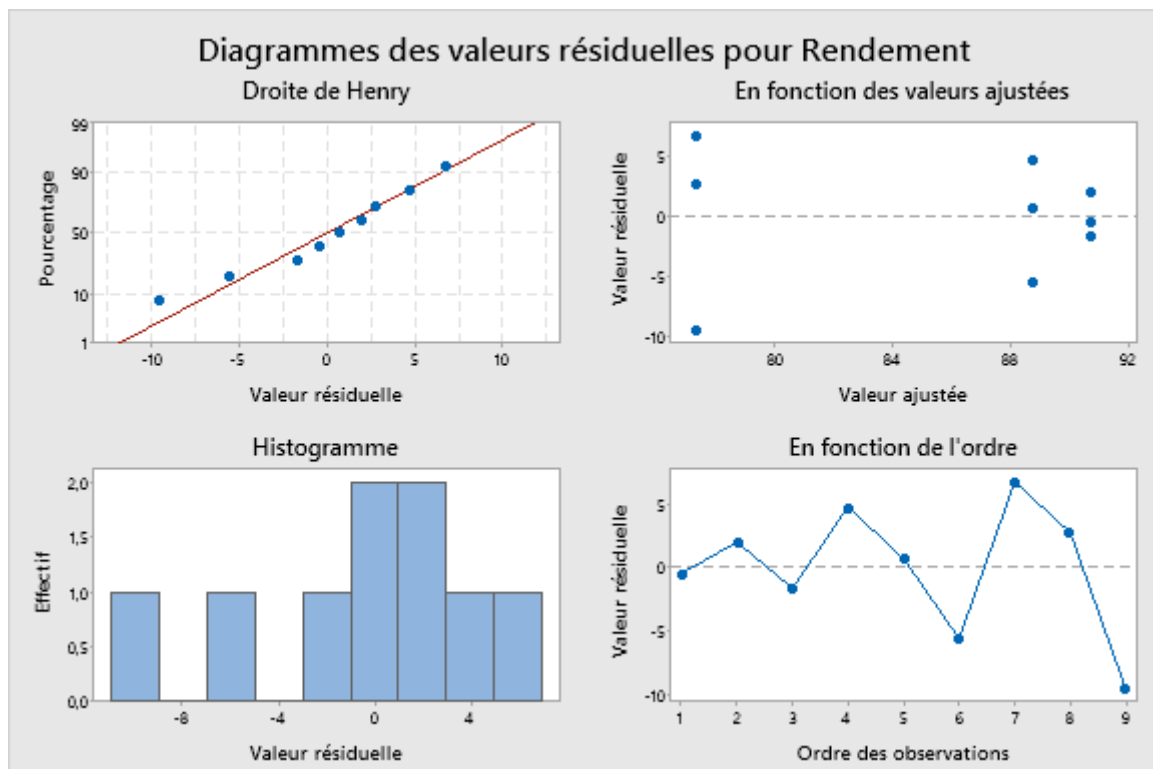 Diagrammes des valeurs résiduelles pour Rendement
Droite de Henry
99
90
50
10
1
Pourcentage
-10 -5 0 5 10
Valeur résiduelle
En fonction des valeurs ajustées
5
0
-5
-10
Valeur résiduelle
80 84 88 92
Valeur ajustée
Histogramme
2,0
1,5
1,0
0,5
0,0
Effectif
-8 -4 0 4
Valeur résiduelle
En fonction de l'ordre
5
0
-5
-10
Valeur résiduelle
1 2 3 4 5 6 7 8 9
Ordre des observations